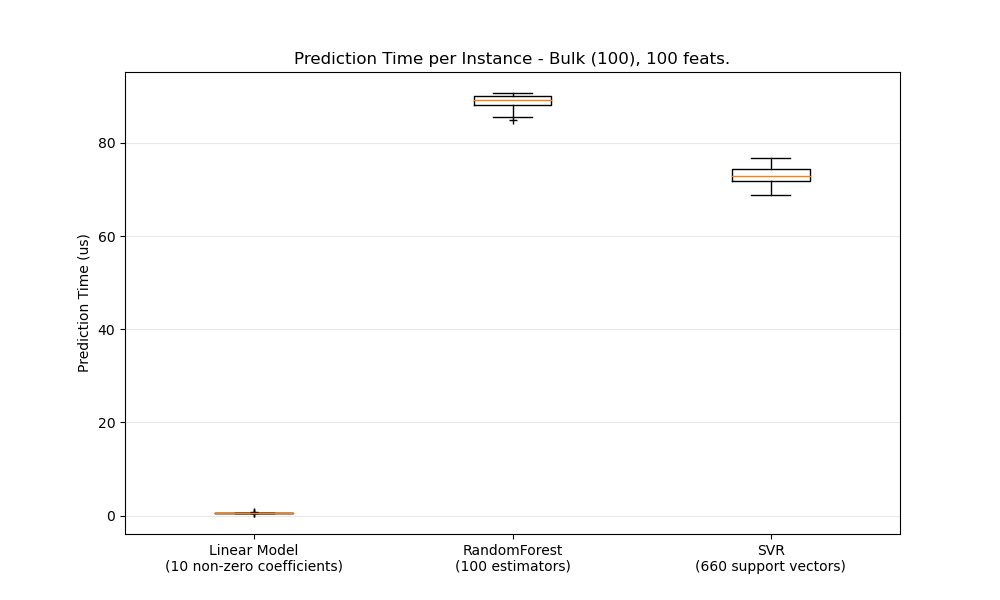 Prediction Time per Instance - Bulk (100), 100 feats.
Prediction Time (us)
80
60
40
20
0
Linear Model
(10 non-zero coefficients)
RandomForest
(100 estimators)
SVR
(660 support vectors)